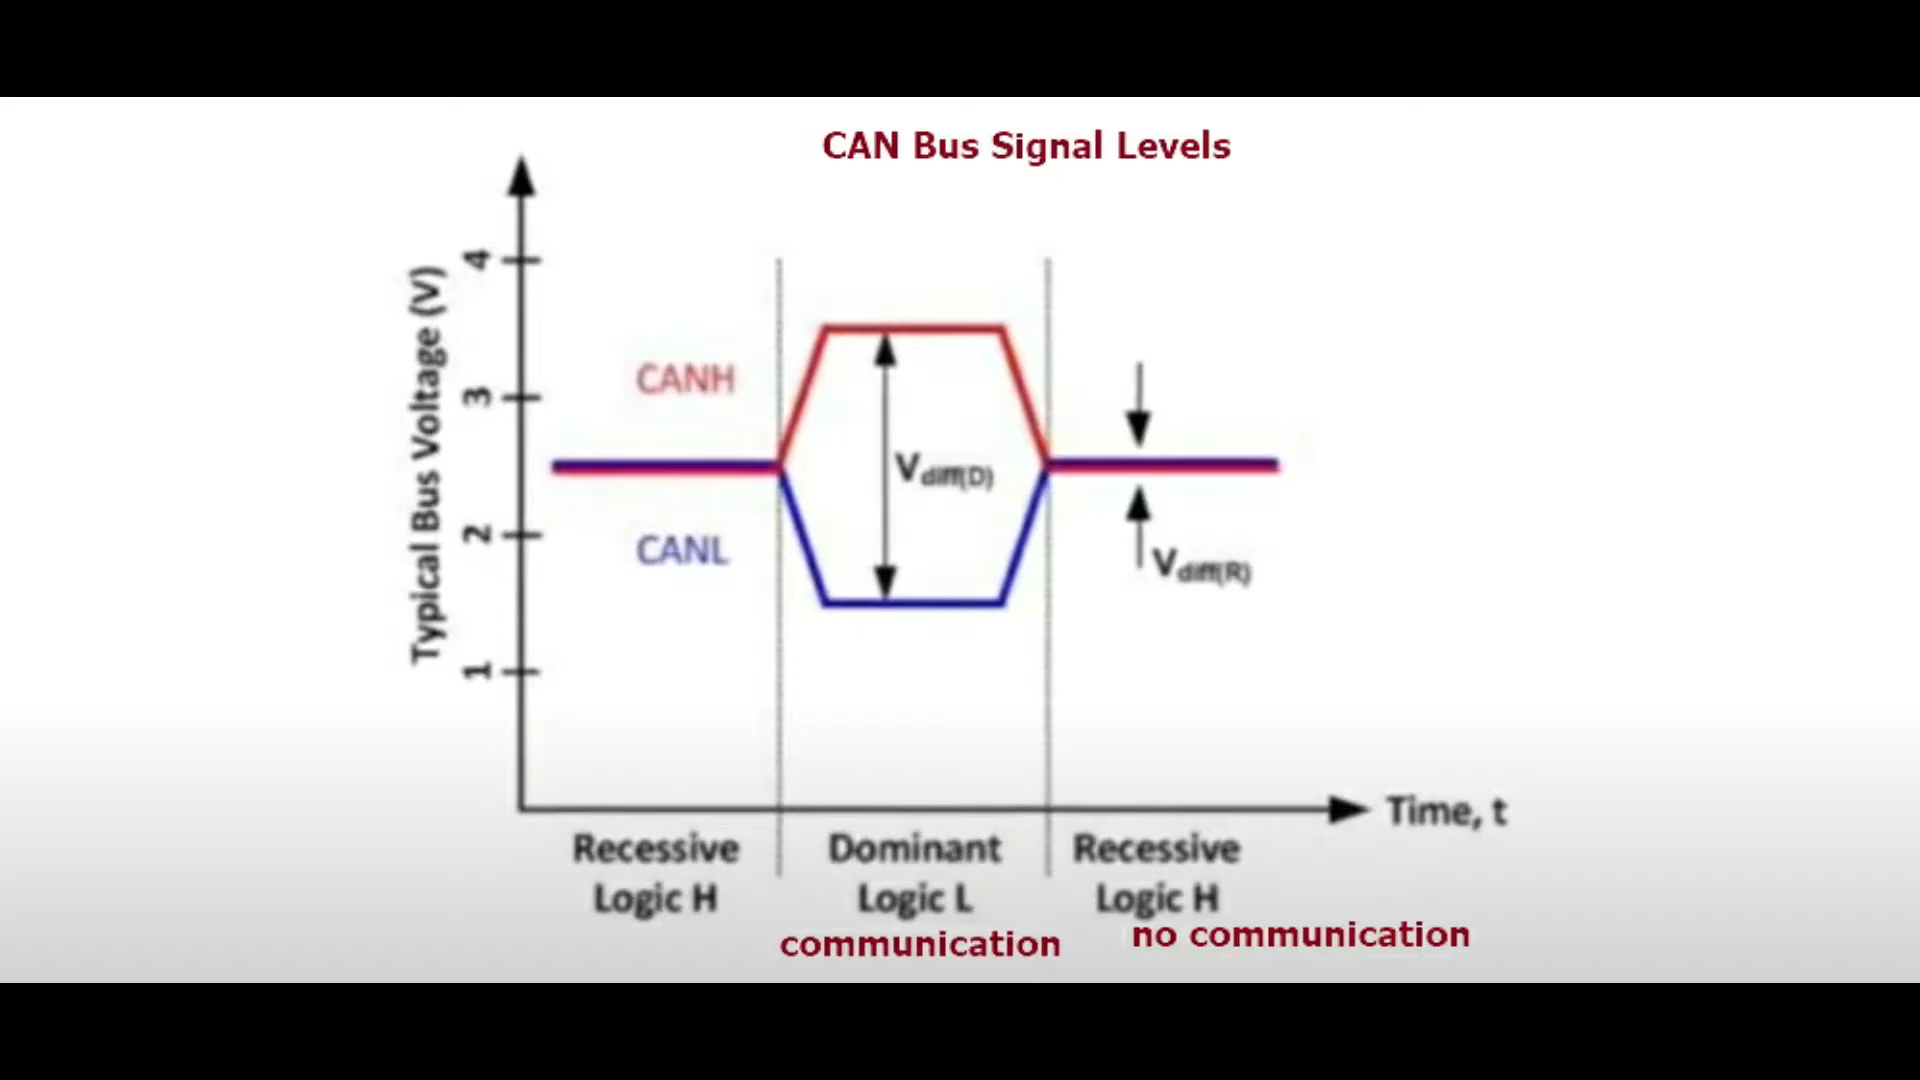 CAN Bus Signal Levels
Typical Bus Voltage (V)
4
3
2
1
CANH
CANL
Vdiff(D)
Vdiff(R)
Time, t
Recessive
Logic H
Dominant
Logic L
communication
Recessive
Logic H
no communication